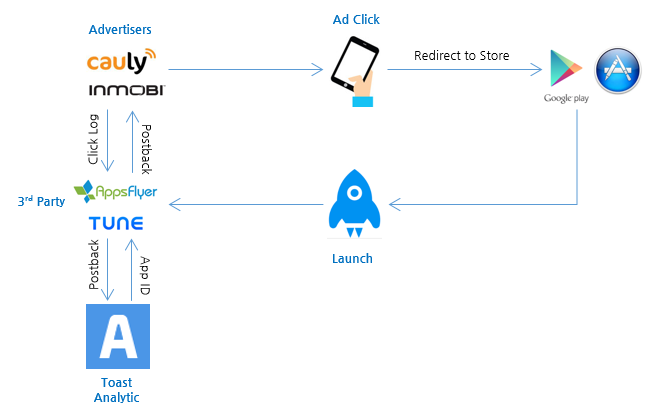 Advertisers
Ad Click
cauly
INMOBI
Redirect to Store
Google play
Click Log
Postback
3rd Party
AppsFlyer
TUNE
Launch
Postback
App ID
A
Toast
Analytic